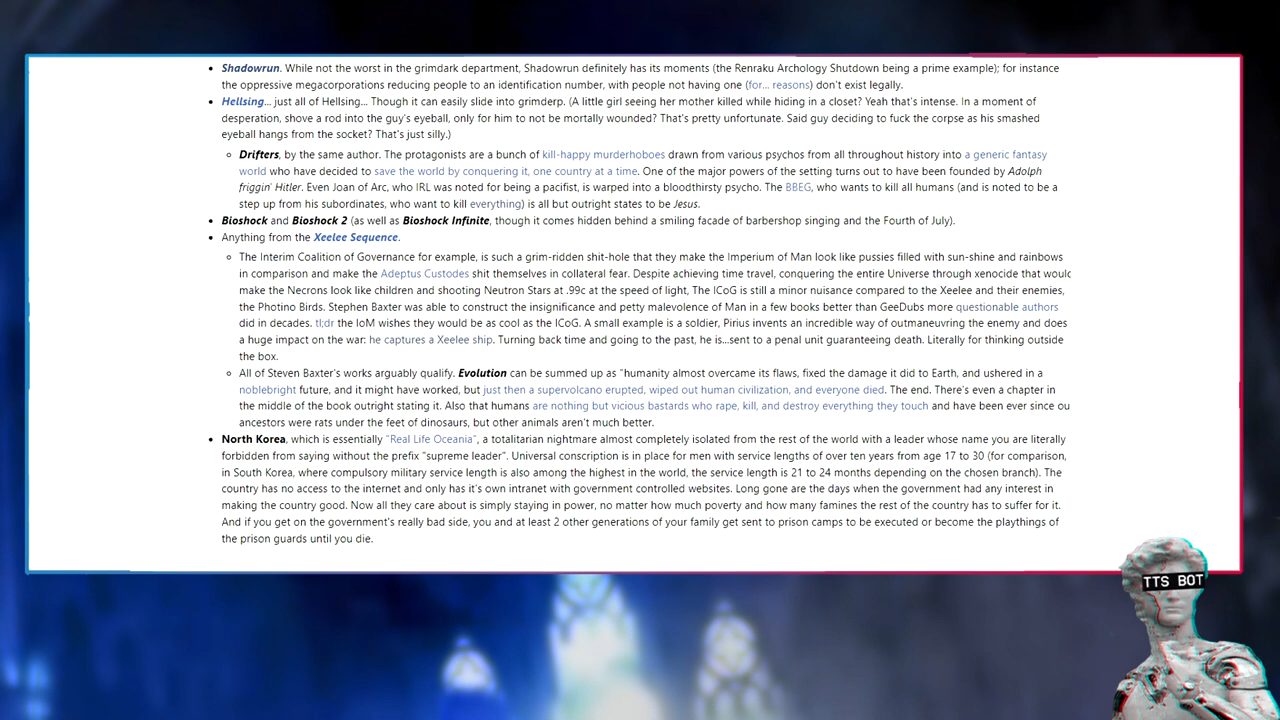 Shadowrun. While not the worst in the grimdark department, Shadowrun definitely has its moments (the Renraku Archology Shutdown being a prime example); for instance
the oppressive megacorporations reducing people to an identification number, with people not having one (for... reasons) don't exist legally.
Hellsing... just all of Hellsing... Though it can easily slide into grimderp. (A little girl seeing her mother killed while hiding in a closet? Yeah that's intense. In a moment of
desperation, shove a rod into the guy's eyeball, only for him to not be mortally wounded? That's pretty unfortunate. Said guy deciding to fuck the corpse as his smashed
eyeball hangs from the socket? That's just silly.)
Drifters, by the same author. The protagonists are a bunch of kill-happy murderhoboes drawn from various psychos from all throughout history into a generic fantasy
world who have decided to save the world by conquering it, one country at a time. One of the major powers of the setting turns out to have been founded by Adolph
friggin' Hitler. Even Joan of Arc, who IRL was noted for being a pacifist, is warped into a bloodthirsty psycho. The BBEG, who wants to kill all humans (and is noted to be a
step up from his subordinates, who want to kill everything) is all but outright states to be Jesus.
Bioshock and Bioshock 2 (as well as Bioshock Infinite, though it comes hidden behind a smiling facade of barbershop singing and the Fourth of July).
Anything from the Xeelee Sequence.
The Interim Coalition of Governance for example, is such a grim-ridden shit-hole that they make the Imperium of Man look like pussies filled with sun-shine and rainbows
in comparison and make the Adeptus Custodes shit themselves in collateral fear. Despite achieving time travel, conquering the entire Universe through xenocide that woulc
make the Necrons look like children and shooting Neutron Stars at .99c at the speed of light, The ICoG is still a minor nuisance compared to the Xeelee and their enemies,
the Photino Birds. Stephen Baxter was able to construct the insignificance and petty malevolence of Man in a few books better than GeeDubs more questionable authors
did in decades. tl;dr the IoM wishes they would be as cool as the ICoG. A small example is a soldier, Pirius invents an incredible way of outmaneuvring the enemy and does
a huge impact on the war: he captures a Xeelee ship. Turning back time and going to the past, he is...sent to a penal unit guaranteeing death. Literally for thinking outside
the box.
All of Steven Baxter's works arguably qualify. Evolution can be summed up as "humanity almost overcame its flaws, fixed the damage it did to Earth, and ushered in a
noblebright future, and it might have worked, but just then a supervolcano erupted, wiped out human civilization, and everyone died. The end. There's even a chapter in
the middle of the book outright stating it. Also that humans are nothing but vicious bastards who rape, kill, and destroy everything they touch and have been ever since ou
ancestors were rats under the feet of dinosaurs, but other animals aren't much better.
North Korea, which is essentially "Real Life Oceania", a totalitarian nightmare almost completely isolated from the rest of the world with a leader whose name you are literally
forbidden from saying without the prefix "supreme leader". Universal conscription is in place for men with service lengths of over ten years from age 17 to 30 (for comparison,
in South Korea, where compulsory military service length is also among the highest in the world, the service length is 21 to 24 months depending on the chosen branch). The
country has no access to the internet and only has it's own intranet with government controlled websites. Long gone are the days when the government had any interest in
making the country good. Now all they care about is simply staying in power, no matter how much poverty and how many famines the rest of the country has to suffer for it.
And if you get on the government's really bad side, you and at least 2 other generations of your family get sent to prison camps to be executed or become the playthings of
the prison guards until you die.
TTS BOT